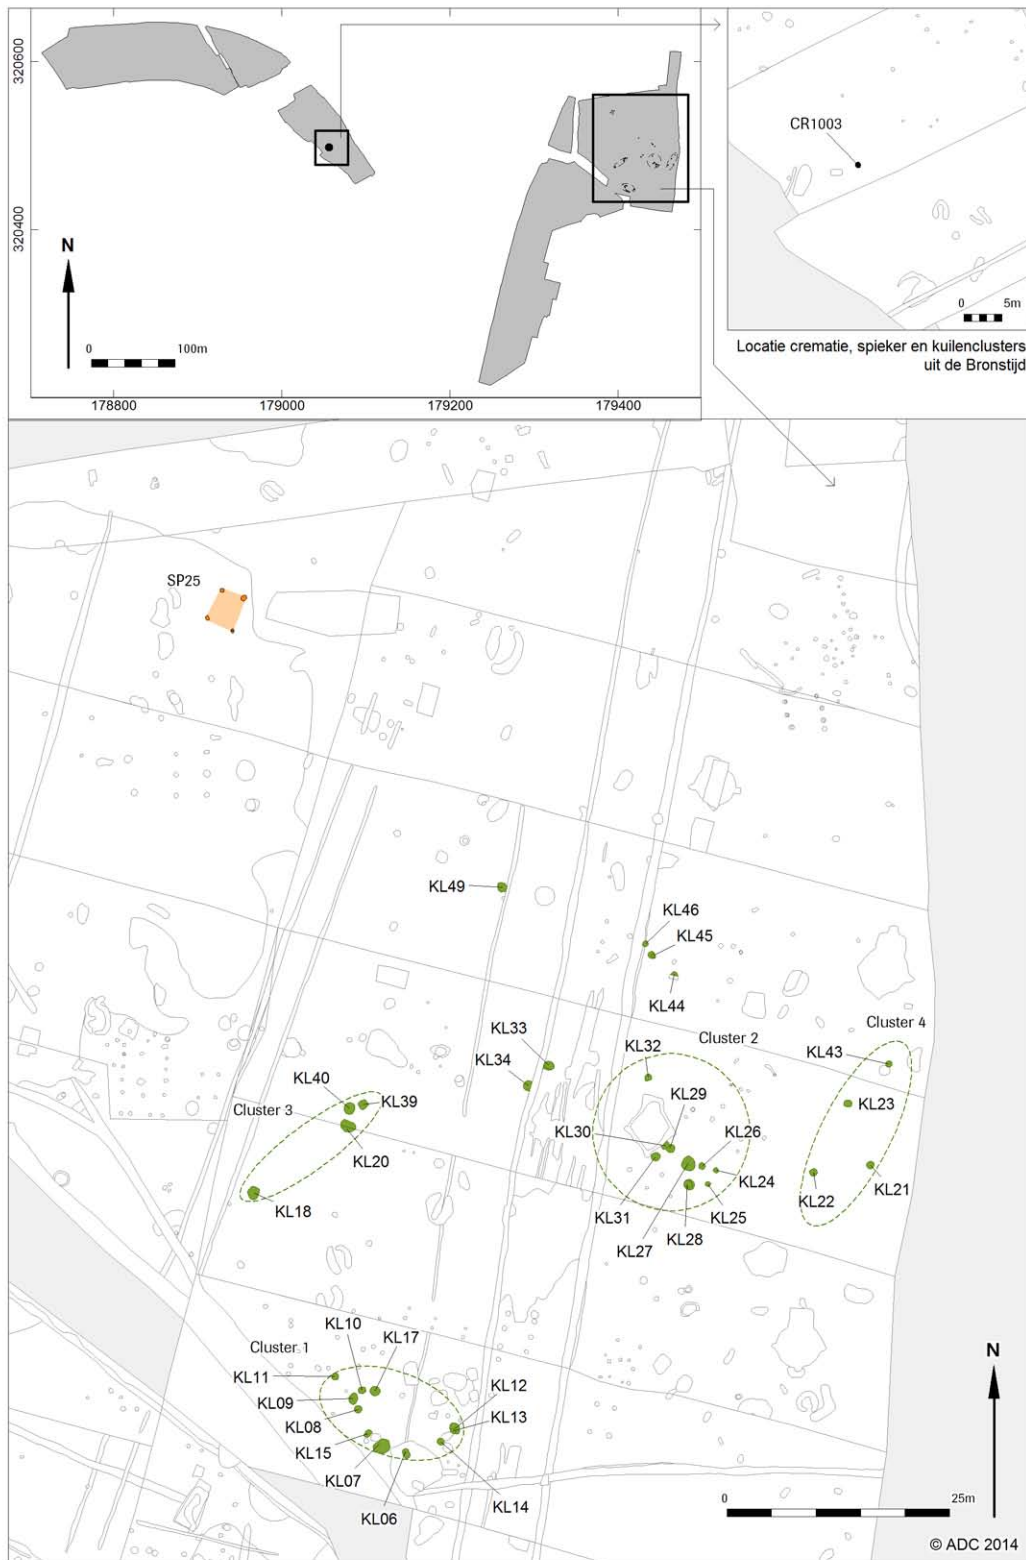 320600
320400
N
0 100m
178800 179000 179200 179400
CR1003
0 5m
Locatie crematie, spieker en kuilenclusters
uit de Bronstijd
SP25
KL49
KL46
KL45
KL44
Cluster 4
Cluster 2
KL43
KL33
KL32
KL34
KL29
KL23
KL40
KL39
Cluster 3
KL30
KL26
KL20
KL24
KL21
KL22
KL18
KL31
KL25
KL28
KL27
KL10
KL17
Cluster 1
KL11
KL12
KL09
KL13
KL08
KL15
KL07
KL14
KL06
N
0 25m
© ADC 2014